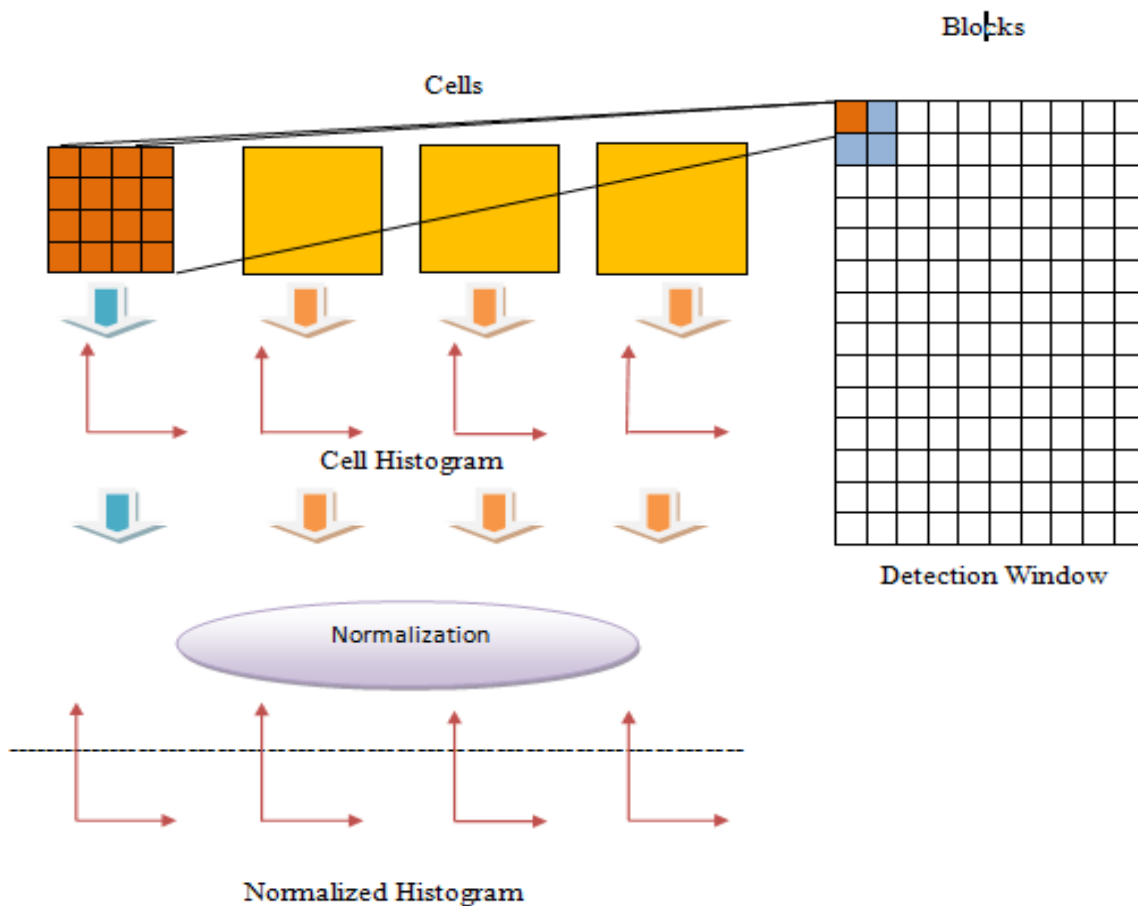 Blocks
Cells
Cell Histogram
Detection Window
Normalization
Normalized Histogram